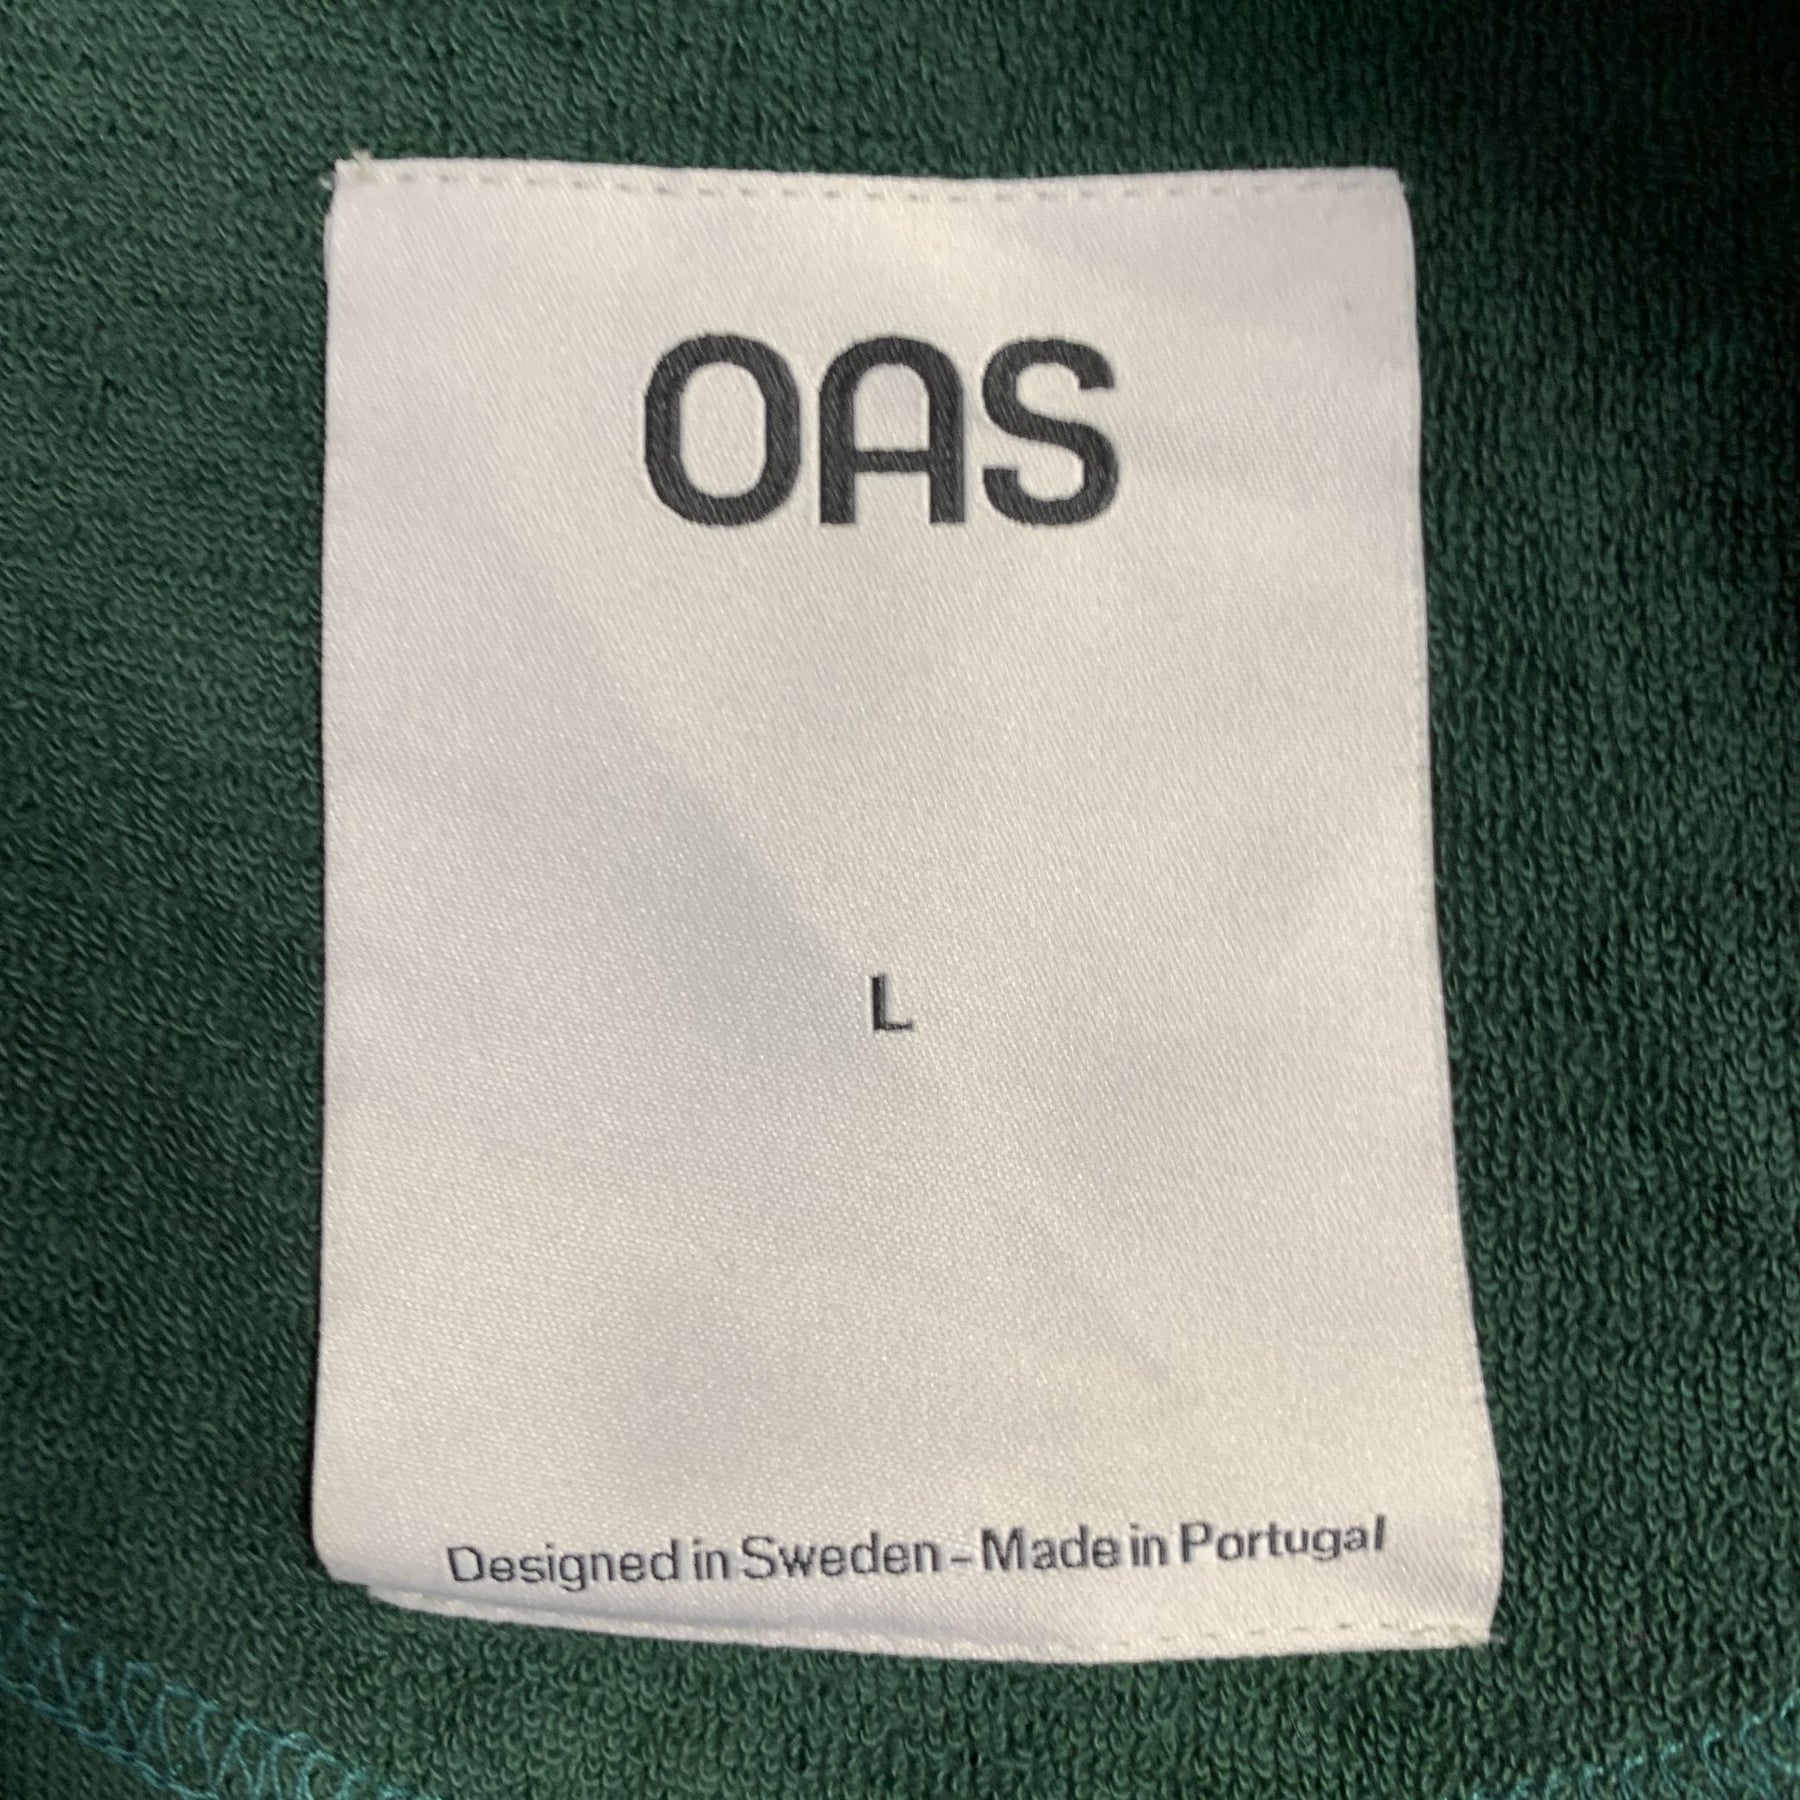 OAS
L
Designed in Sweden - Made in Portugal